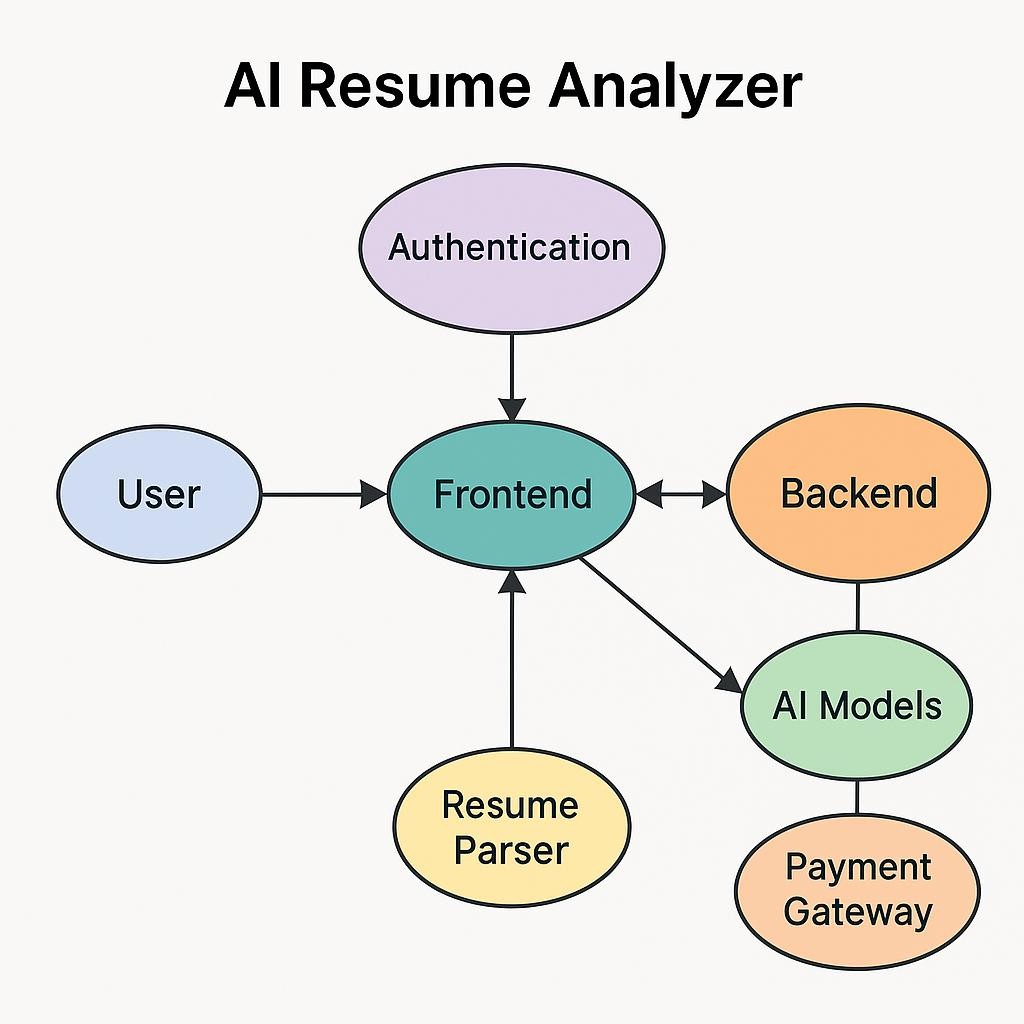 AI Resume Analyzer
Authentication
User
Frontend
Backend
AI Models
Resume
Parser
Payment
Gateway